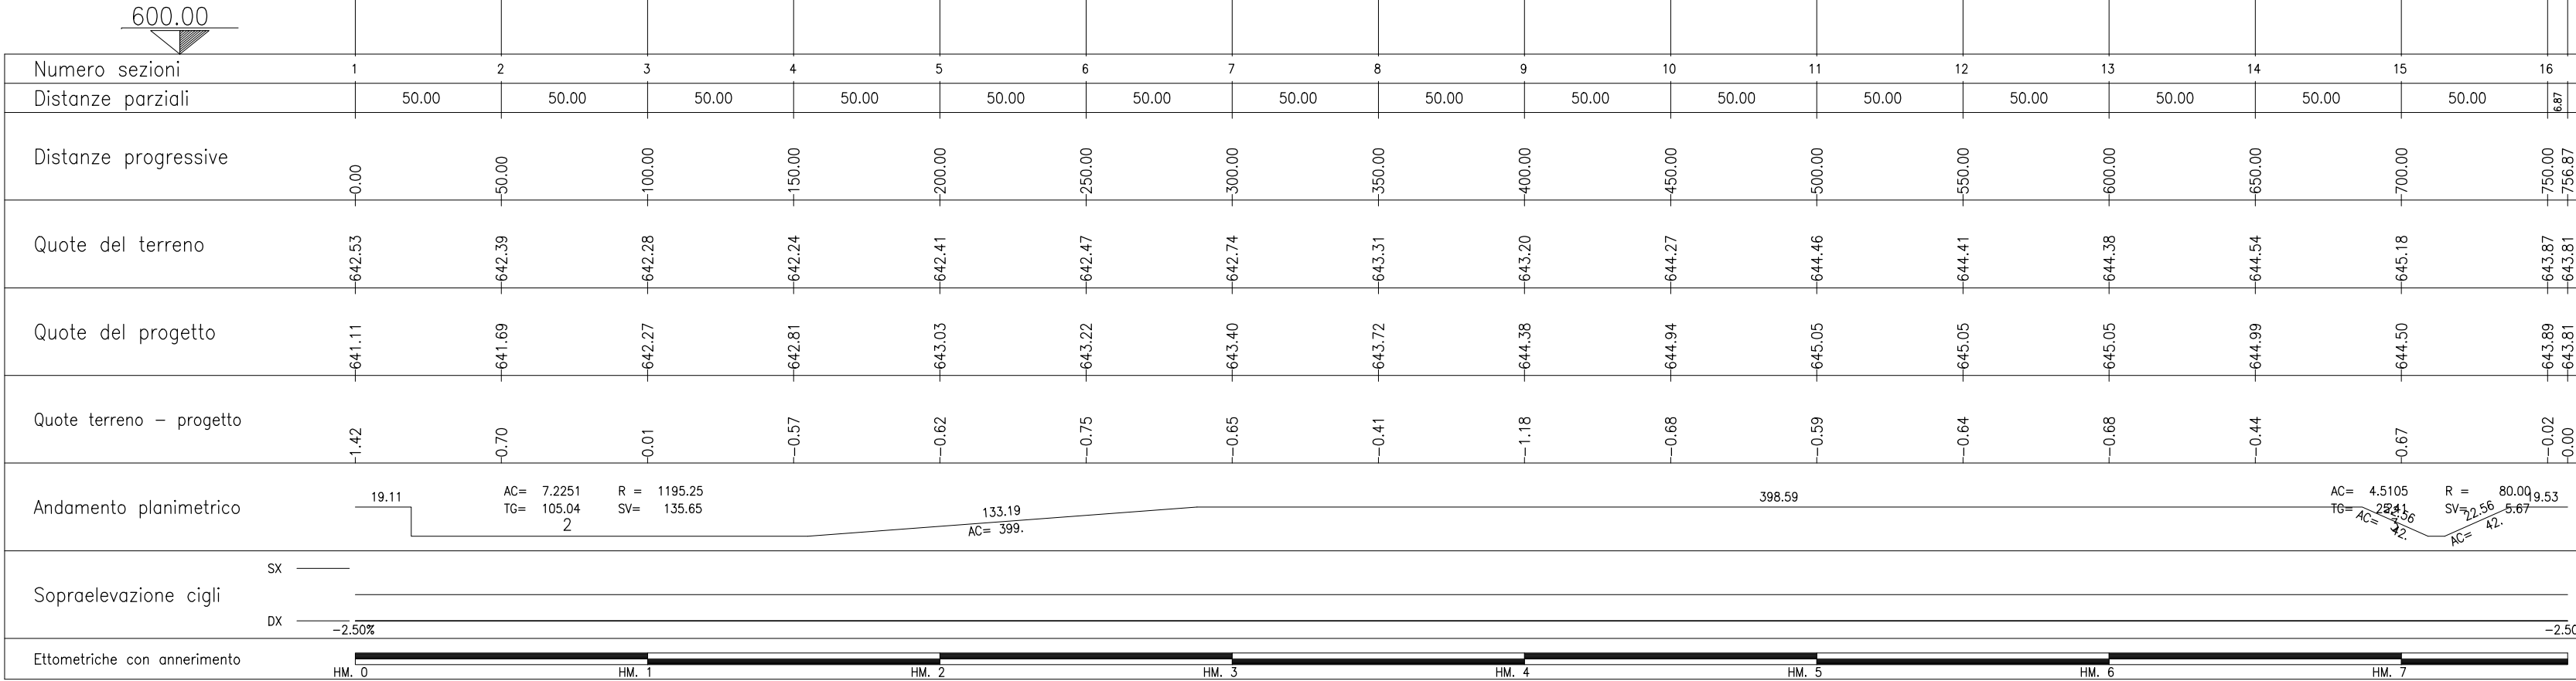 600.00
Numero sezioni 1 2 3 4 5 6 7 8 9 10 11 12 13 14 15 16
Distanze parziali 50.00 50.00 50.00 50.00 50.00 50.00 50.00 50.00 50.00 50.00 50.00 50.00 50.00 50.00 50.00 6.87
Distanze progressive 0.00 50.00 100.00 150.00 200.00 250.00 300.00 350.00 400.00 450.00 500.00 550.00 600.00 650.00 700.00 750.00 756.87
Quote del terreno 642.53 642.39 642.28 642.24 642.41 642.47 642.74 643.31 643.20 644.27 644.46 644.41 644.38 644.54 645.18 643.87 643.81
Quote del progetto 641.11 641.69 642.27 642.81 643.03 643.22 643.40 643.72 644.38 644.94 645.05 645.05 645.05 644.99 644.50 643.89 643.81
Quote terreno - progetto 1.42 0.70 0.01 -0.57 -0.62 -0.75 -0.65 -0.41 -1.18 -0.68 -0.59 -0.64 -0.68 -0.44 0.67 -0.02 0.00
Andamento planimetrico
19.11
AC= 7.2251 R = 1195.25
TG= 105.04 SV= 135.65
2
133.19
AC= 399.
398.59
AC= 4.5105 R = 80.00
TG= SV= 5.67
AC= 42.
22.56
AC= 42.
19.53
Sopraelevazione cigli
SX
DX
-2.50%
-2.50
Ettometriche con annerimento
HM. 0 HM. 1 HM. 2 HM. 3 HM. 4 HM. 5 HM. 6 HM. 7